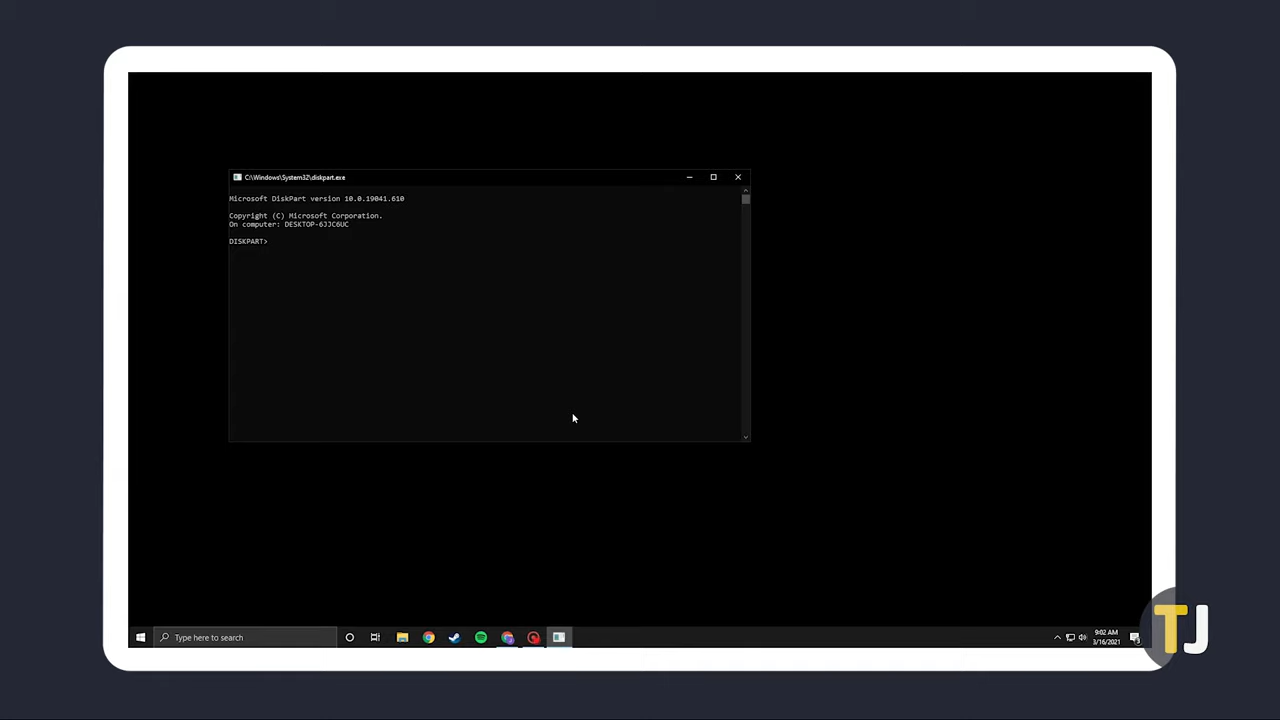 C:\Windows\System32\diskpart.exe
Microsoft DiskPart version 10.0.19041.610
Copyright (C) Microsoft Corporation.
On computer: DESKTOP-6JJC6UC
DISKPART>
Type here to search
9:02 AM
3/16/2021
TJ